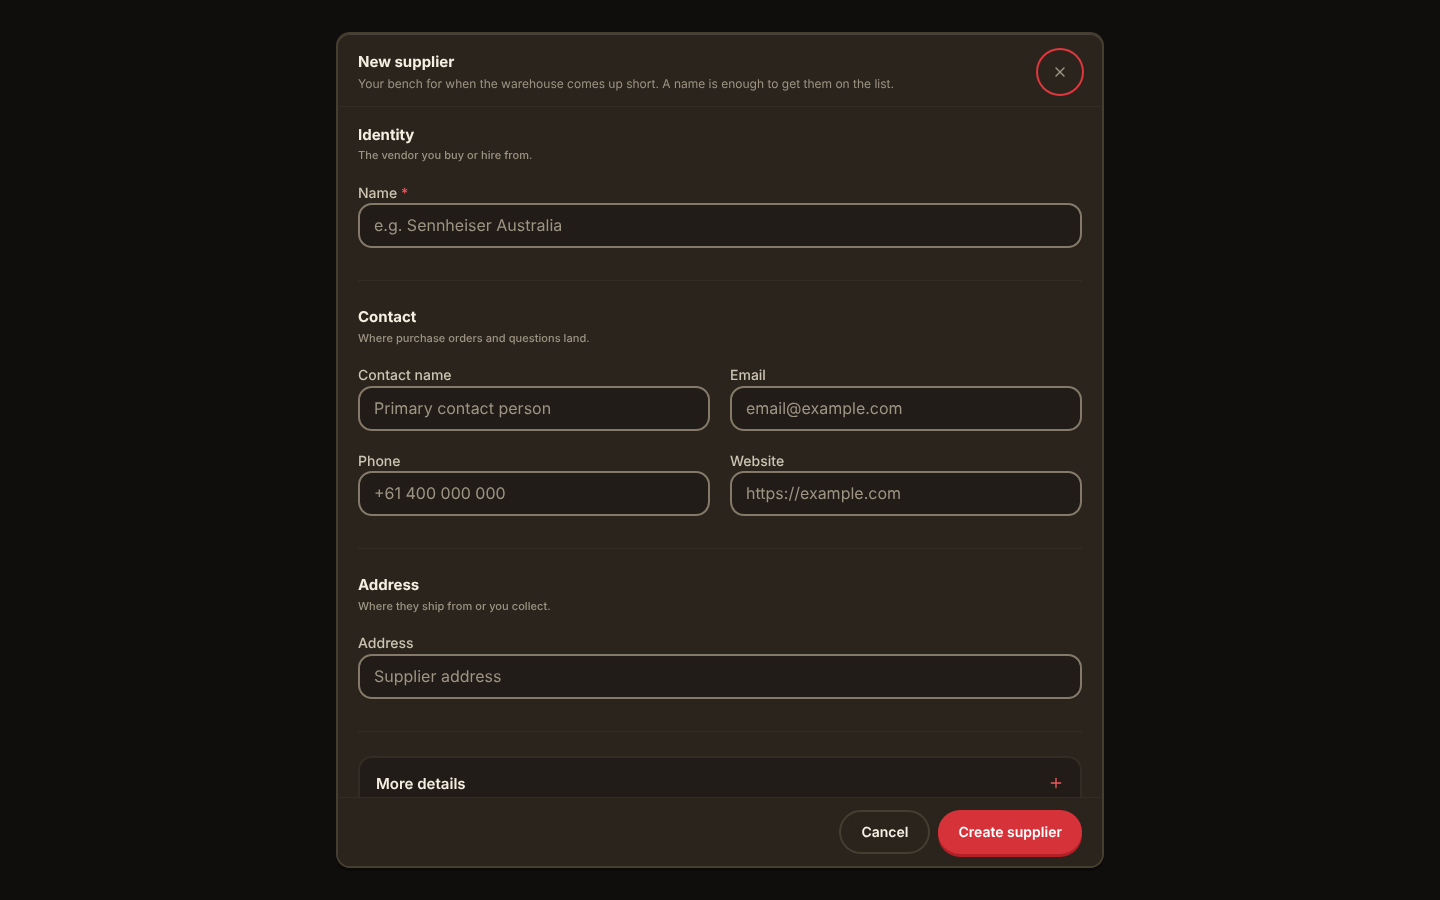 New supplier
Your bench for when the warehouse comes up short. A name is enough to get them on the list.
Identity
The vendor you buy or hire from.
Name *
e.g. Sennheiser Australia
Contact
Where purchase orders and questions land.
Contact name
Email
Primary contact person
email@example.com
Phone
Website
+61 400 000 000
https://example.com
Address
Where they ship from or you collect.
Address
Supplier address
More details
Cancel
Create supplier